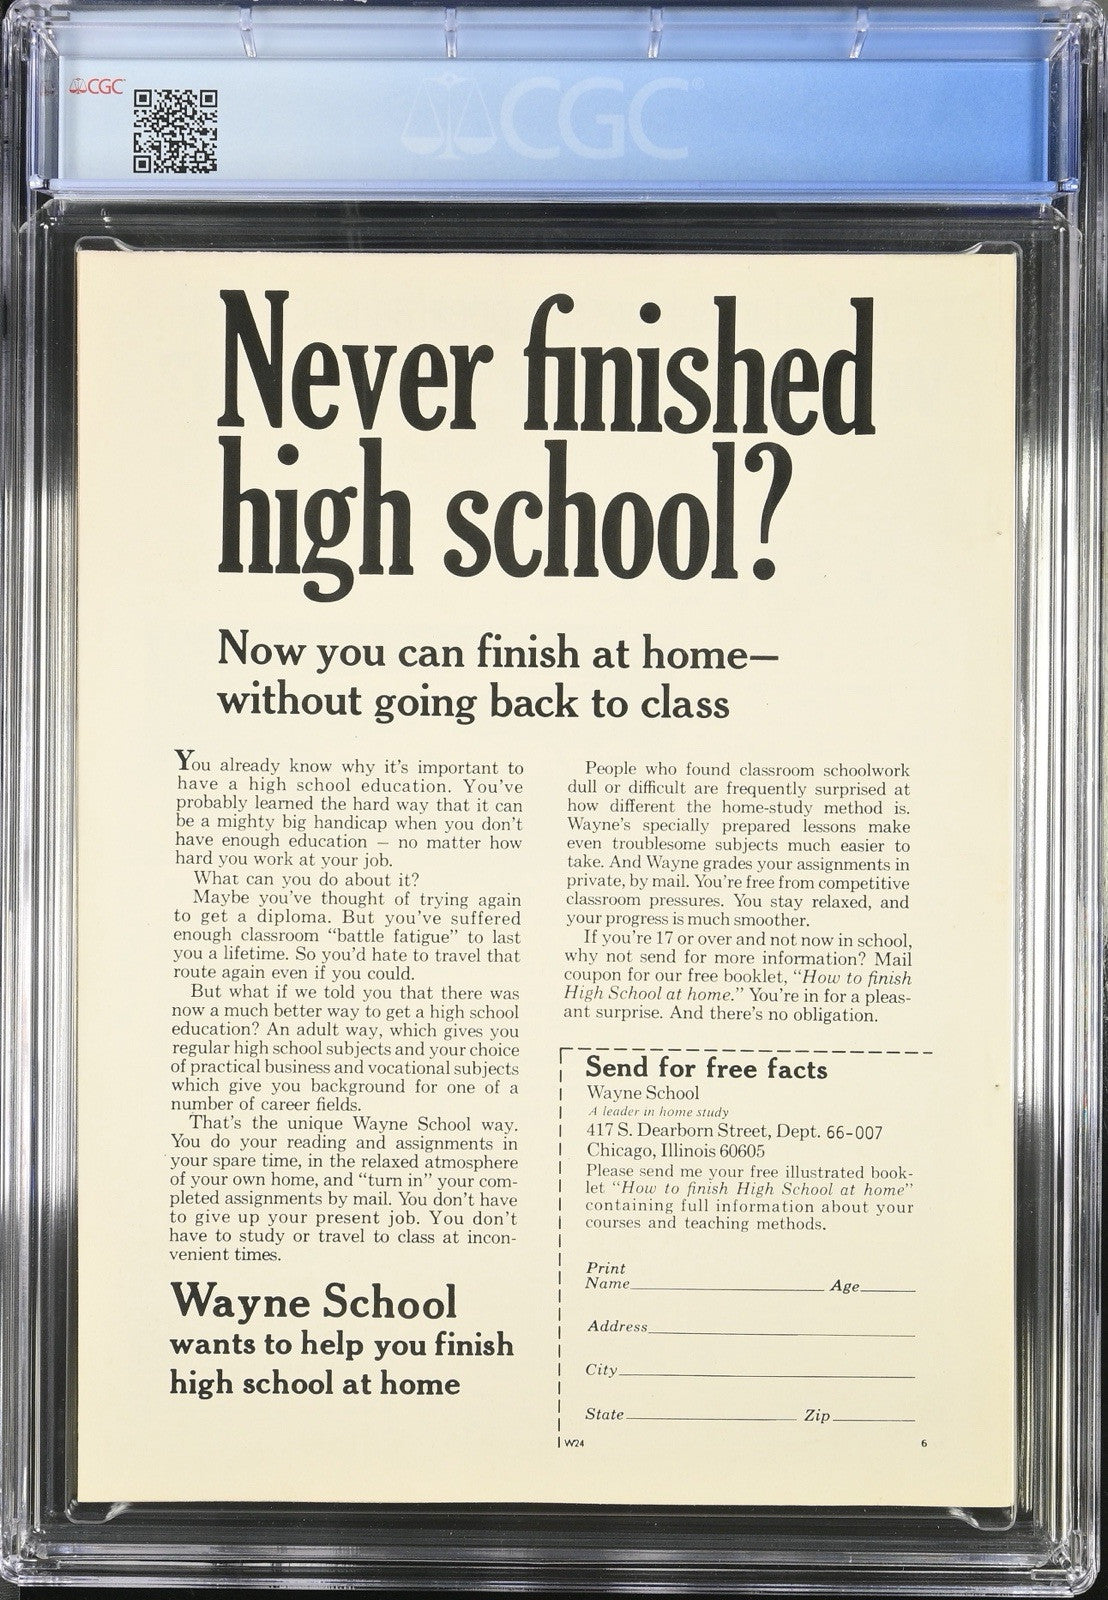 CGC
CGC
Never finished
high school?
Now you can finish at home—
without going back to class
You already know why it's important to
have a high school education. You've
probably learned the hard way that it can
be a mighty big handicap when you don't
have enough education — no matter how
hard you work at your job.
What can you do about it?
Maybe you've thought of trying again
to get a diploma. But you've suffered
enough classroom "battle fatigue" to last
you a lifetime. So you'd hate to travel that
route again even if you could.
But what if we told you that there was
now a much better way to get a high school
education? An adult way, which gives you
regular high school subjects and your choice
of practical business and vocational subjects
which give you background for one of a
number of career fields.
That's the unique Wayne School way.
You do your reading and assignments in
your spare time, in the relaxed atmosphere
of your own home, and "turn in" your com-
pleted assignments by mail. You don't have
to give up your present job. You don't
have to study or travel to class at incon-
venient times.
Wayne School
wants to help you finish
high school at home
People who found classroom schoolwork
dull or difficult are frequently surprised at
how different the home-study method is.
Wayne's specially prepared lessons make
even troublesome subjects much easier to
take. And Wayne grades your assignments in
private, by mail. You're free from competitive
classroom pressures. You stay relaxed, and
your progress is much smoother.
If you're 17 or over and not now in school,
why not send for more information? Mail
coupon for our free booklet, "How to finish
High School at home." You're in for a pleas-
ant surprise. And there's no obligation.
Send for free facts
Wayne School
A leader in home study
417 S. Dearborn Street, Dept. 66-007
Chicago, Illinois 60605
Please send me your free illustrated book-
let "How to finish High School at home"
containing full information about your
courses and teaching methods.
Print
Name Age
Address
City
State Zip
W24 6